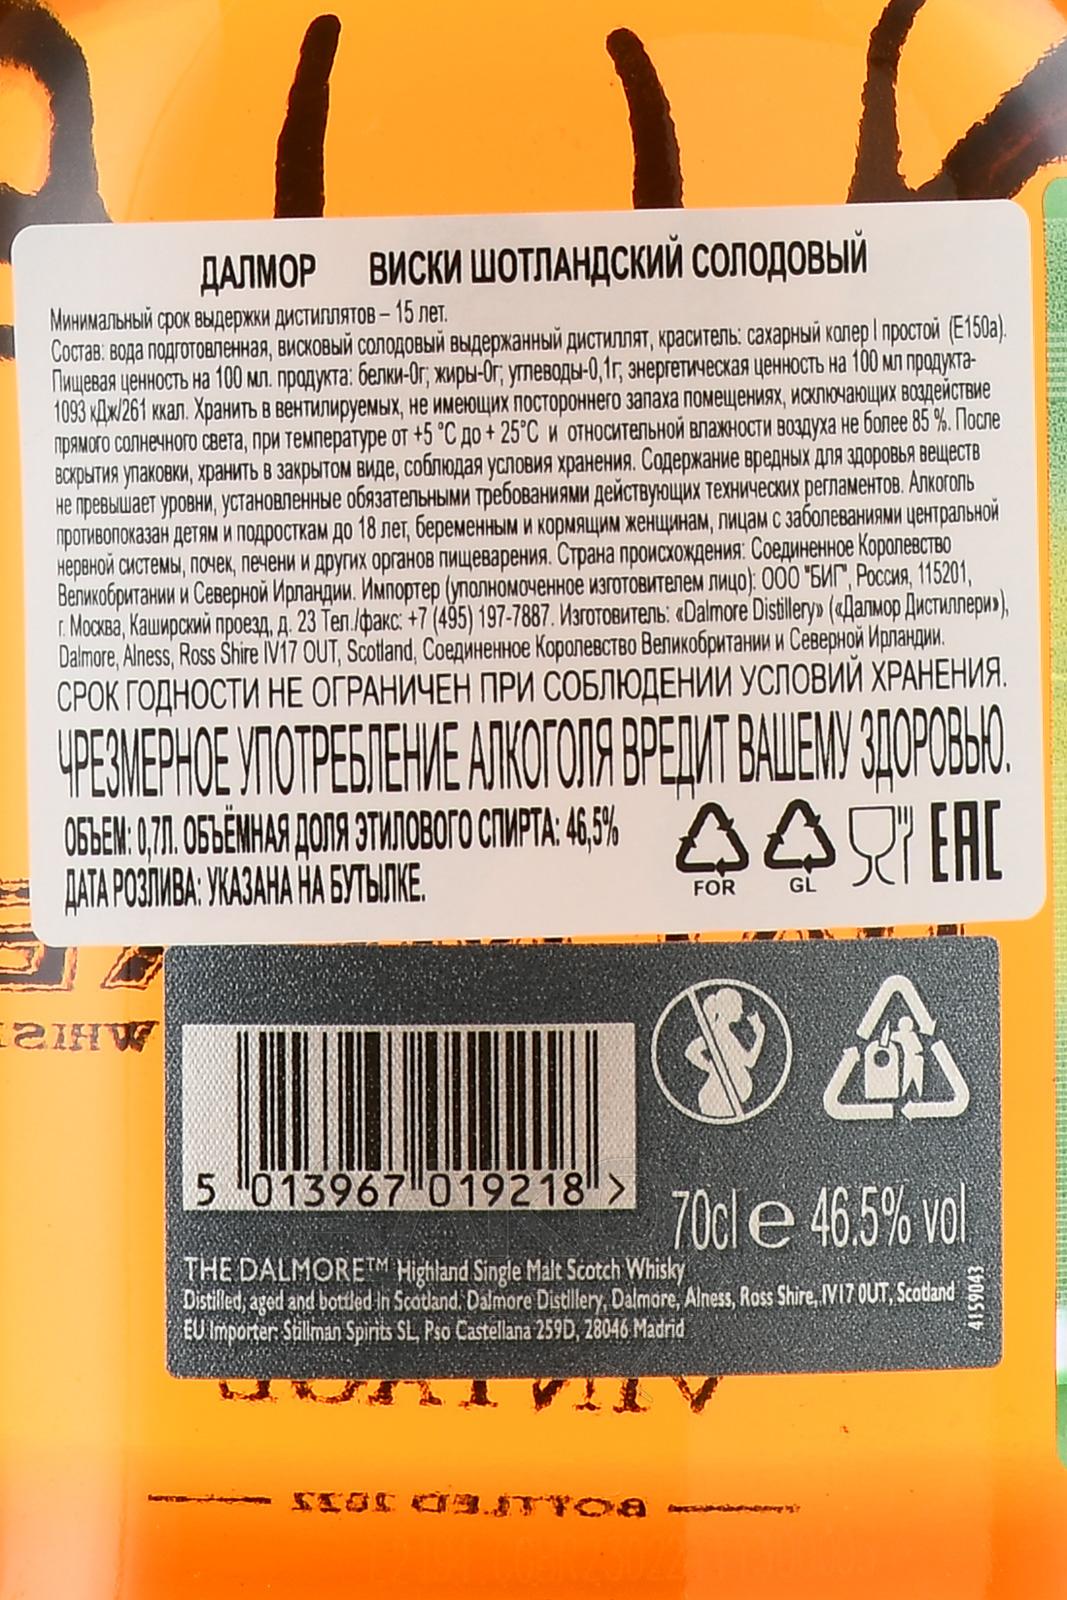 ДАЛМОР ВИСКИ ШОТЛАНДСКИЙ СОЛОДОВЫЙ
Минимальный срок выдержки дистиллятов – 15 лет.
Состав: вода подготовленная, висковый солодовый выдержанный дистиллят, краситель: сахарный колер I простой (E150a).
Пищевая ценность на 100 мл. продукта: белки-0г; жиры-0г; углеводы-0,1г; энергетическая ценность на 100 мл продукта-
1093 кДж/261 ккал. Хранить в вентилируемых, не имеющих постороннего запаха помещениях, исключающих воздействие
прямого солнечного света, при температуре от +5 °C до + 25°C и относительной влажности воздуха не более 85 %. После
вскрытия упаковки, хранить в закрытом виде, соблюдая условия хранения. Содержание вредных для здоровья веществ
не превышает уровни, установленные обязательными требованиями действующих технических регламентов. Алкоголь
противопоказан детям и подросткам до 18 лет, беременным и кормящим женщинам, лицам с заболеваниями центральной
нервной системы, почек, печени и других органов пищеварения. Страна происхождения: Соединенное Королевство
Великобритании и Северной Ирландии. Импортер (уполномоченное изготовителем лицо): ООО "БИГ", Россия, 115201,
г. Москва, Каширский проезд, д. 23 Тел./факс: +7 (495) 197-7887. Изготовитель: «Dalmore Distillery» («Далмор Дистиллери»),
Dalmore, Alness, Ross Shire IV17 OUT, Scotland, Соединенное Королевство Великобритании и Северной Ирландии.
СРОК ГОДНОСТИ НЕ ОГРАНИЧЕН ПРИ СОБЛЮДЕНИИ УСЛОВИЙ ХРАНЕНИЯ.
ЧРЕЗМЕРНОЕ УПОТРЕБЛЕНИЕ АЛКОГОЛЯ ВРЕДИТ ВАШЕМУ ЗДОРОВЬЮ.
ОБЪЕМ: 0,7Л. ОБЪЁМНАЯ ДОЛЯ ЭТИЛОВОГО СПИРТА: 46,5%
ДАТА РОЗЛИВА: УКАЗАНА НА БУТЫЛКЕ.
FOR GL EAC
5 013967 019218 >
70cl e 46.5% vol
THE DALMORE™ Highland Single Malt Scotch Whisky
Distilled, aged and bottled in Scotland. Dalmore Distillery, Dalmore, Alness, Ross Shire, IV17 0UT, Scotland
EU Importer: Stillman Spirits SL, Pso Castellana 259D, 28046 Madrid
4159043
VINTAGE
BOTTLED 2022